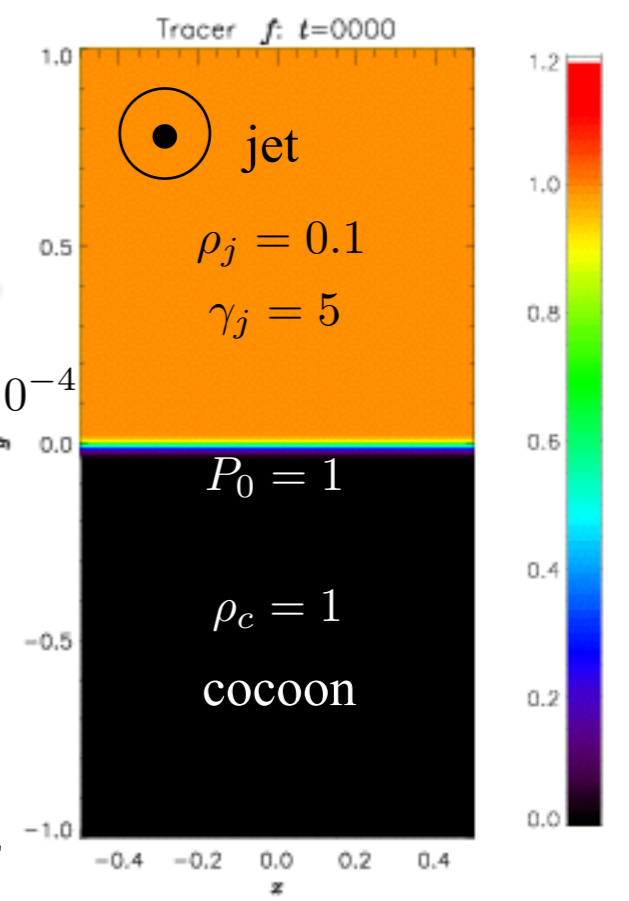 Tracer f: t=0000
1.0
jet
ρ_j = 0.1
0.5
γ_j = 5
0^{-4}
0.0
P_0 = 1
ρ_c = 1
−0.5
cocoon
−1.0
−0.4 −0.2 0.0 0.2 0.4
x
1.2
1.0
0.8
0.6
0.4
0.2
0.0